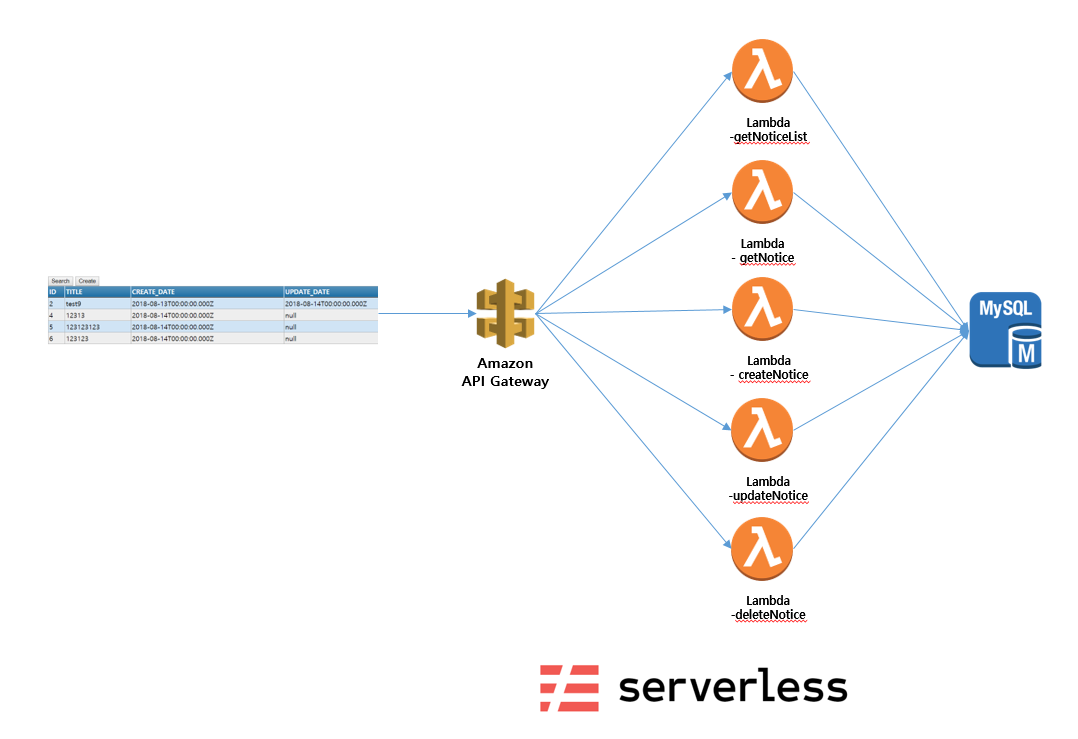 Search Create
ID TITLE CREATE_DATE UPDATE_DATE
2 test9 2018-08-13T00:00:00.000Z 2018-08-14T00:00:00.000Z
4 12313 2018-08-14T00:00:00.000Z null
5 123123123 2018-08-14T00:00:00.000Z null
6 123123 2018-08-14T00:00:00.000Z null
Amazon
API Gateway
Lambda
-getNoticeList
Lambda
- getNotice
Lambda
- createNotice
Lambda
-updateNotice
Lambda
-deleteNotice
MySQL
M
serverless